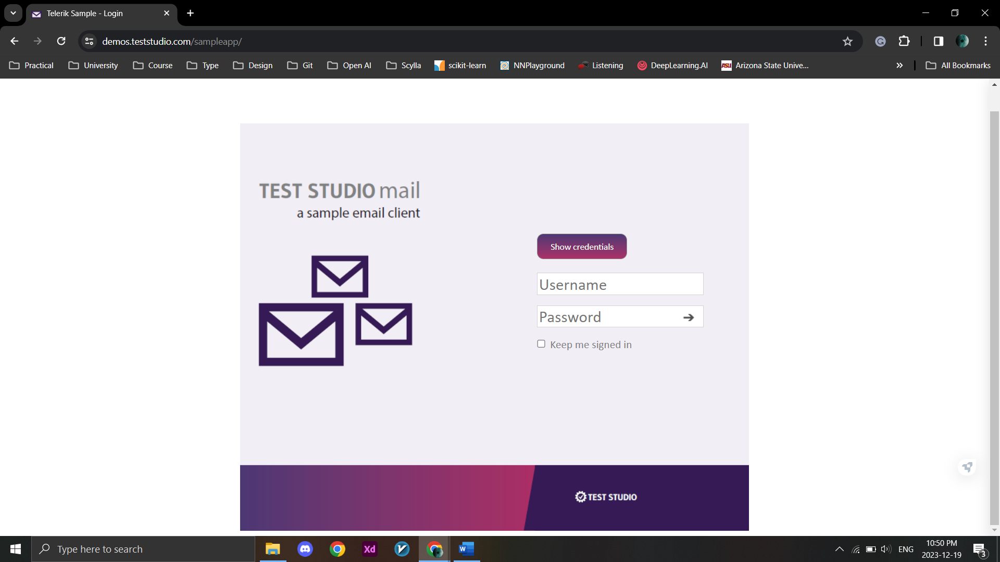 Telerik Sample - Login
demos.teststudio.com/sampleapp/
Practical University Course Type Design Git Open AI Scylla scikit-learn NNPlayground Listening DeepLearning.AI Arizona State Unive... All Bookmarks
TEST STUDIO mail
a sample email client
Show credentials
Username
Password
Keep me signed in
TEST STUDIO
Type here to search
Xd
W
ENG
10:50 PM
2023-12-19
3